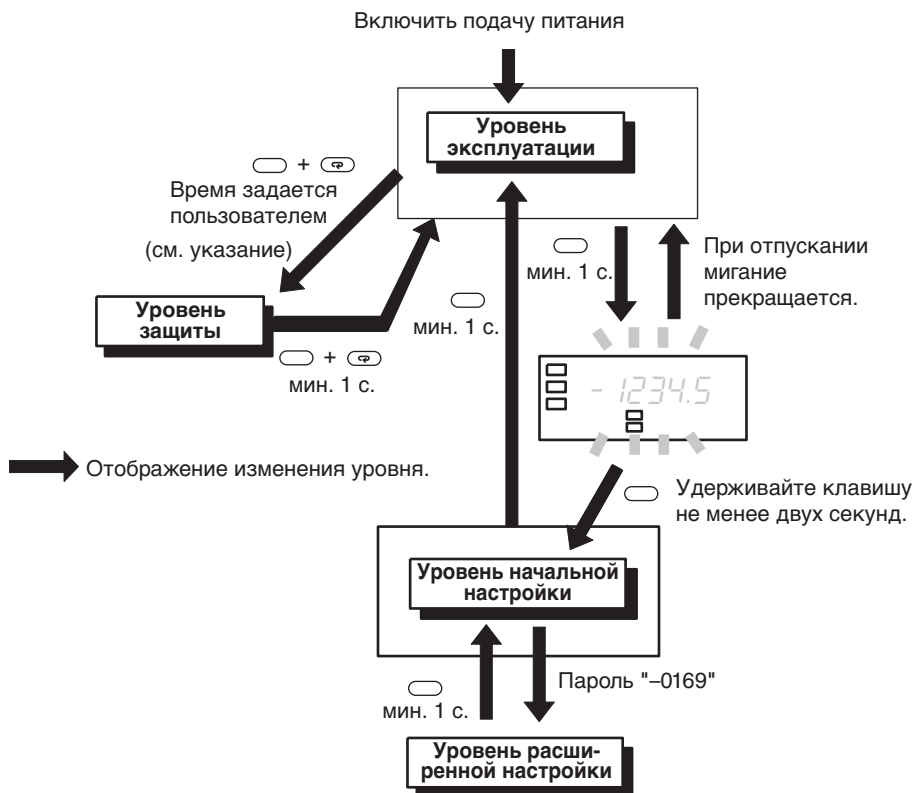 Включить подачу питания
Уровень
эксплуатации
+
Время задается
пользователем
(см. указание)
Уровень
защиты
+
мин. 1 с.
мин. 1 с.
мин. 1 с.
При отпускании
мигание
прекращается.
-1234.5
Отображение изменения уровня.
Удерживайте клавишу
не менее двух секунд.
Уровень начальной
настройки
мин. 1 с.
Пароль "–0169"
Уровень расши-
ренной настройки